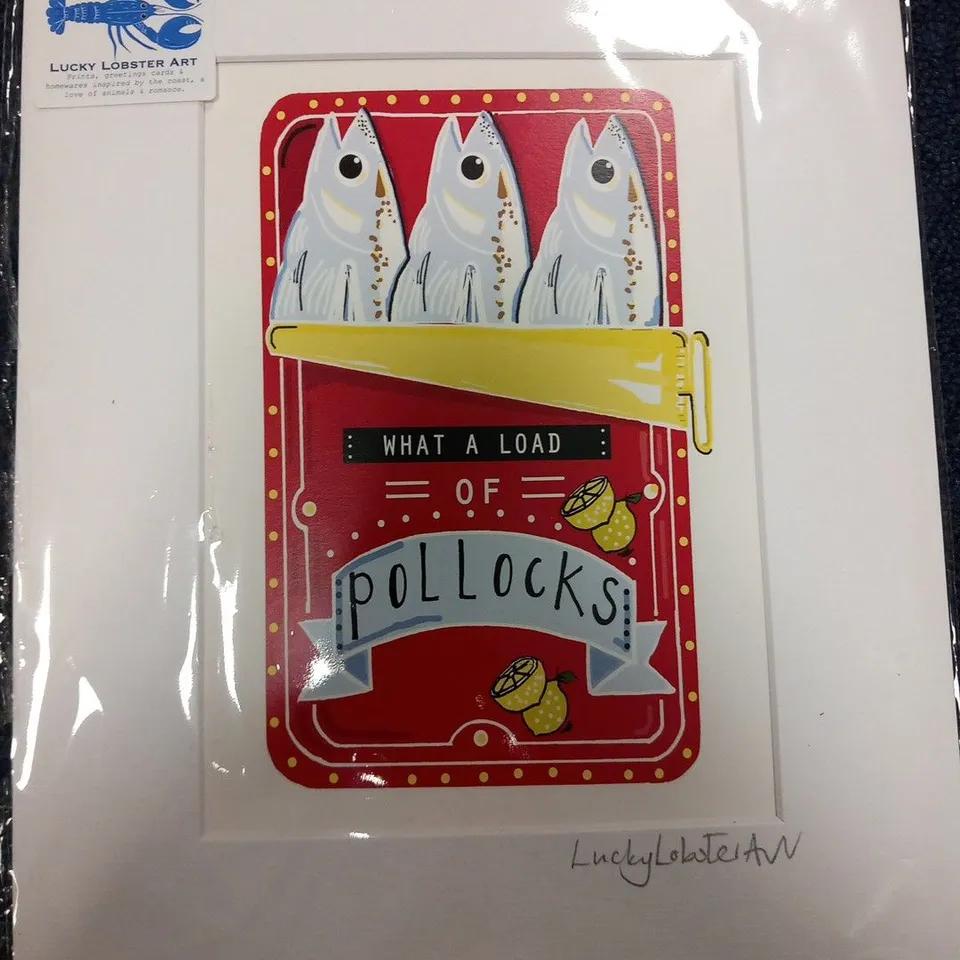 LUCKY LOBSTER ART
Prints, greetings cards &
homewares inspired by the coast, a
love of animals & romance.
WHAT A LOAD
OF
POLLOCKS
LuckyLobsterArt